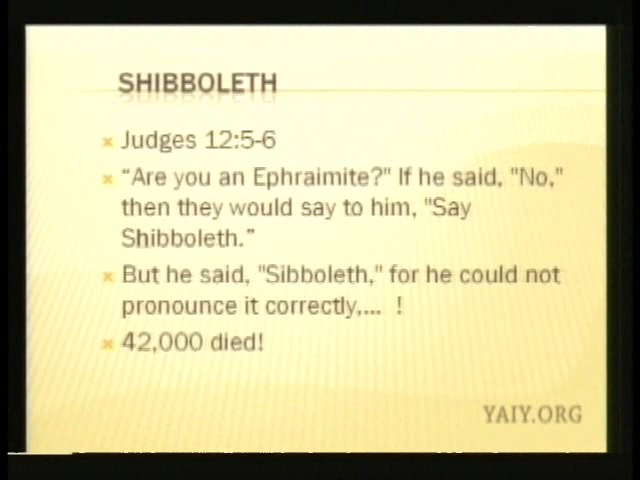 SHIBBOLETH
Judges 12:5-6
“Are you an Ephraimite?" If he said, "No,"
then they would say to him, "Say
Shibboleth.”
But he said, "Sibboleth," for he could not
pronounce it correctly,... !
42,000 died!
YAIY.ORG